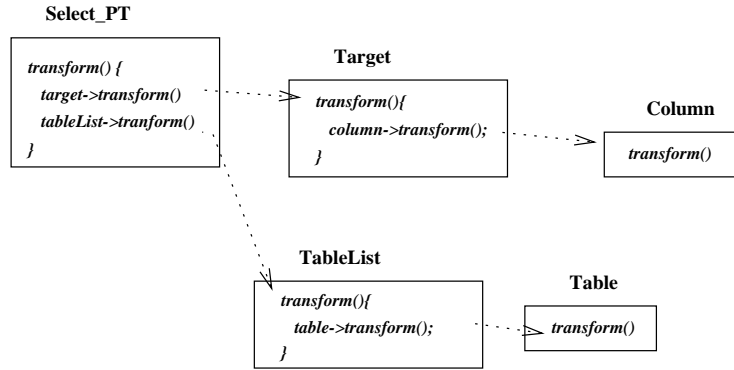 Select_PT
transform() {
target->transform()
tableList->tranform()
}
Target
transform(){
column->transform();
}
Column
transform()
TableList
transform(){
table->transform();
}
Table
transform()